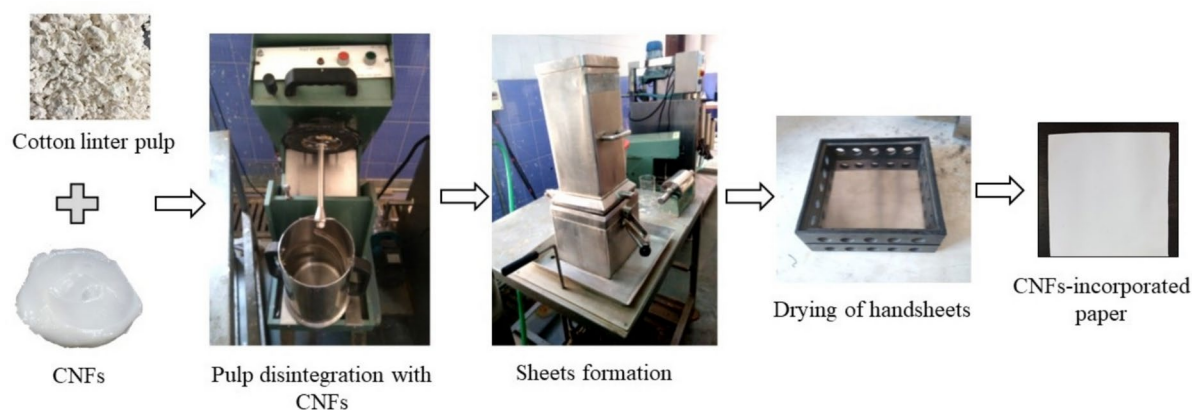 Cotton linter pulp
CNFs
Pulp disintegration with
CNFs
Sheets formation
Drying of handsheets
CNFs-incorporated
paper